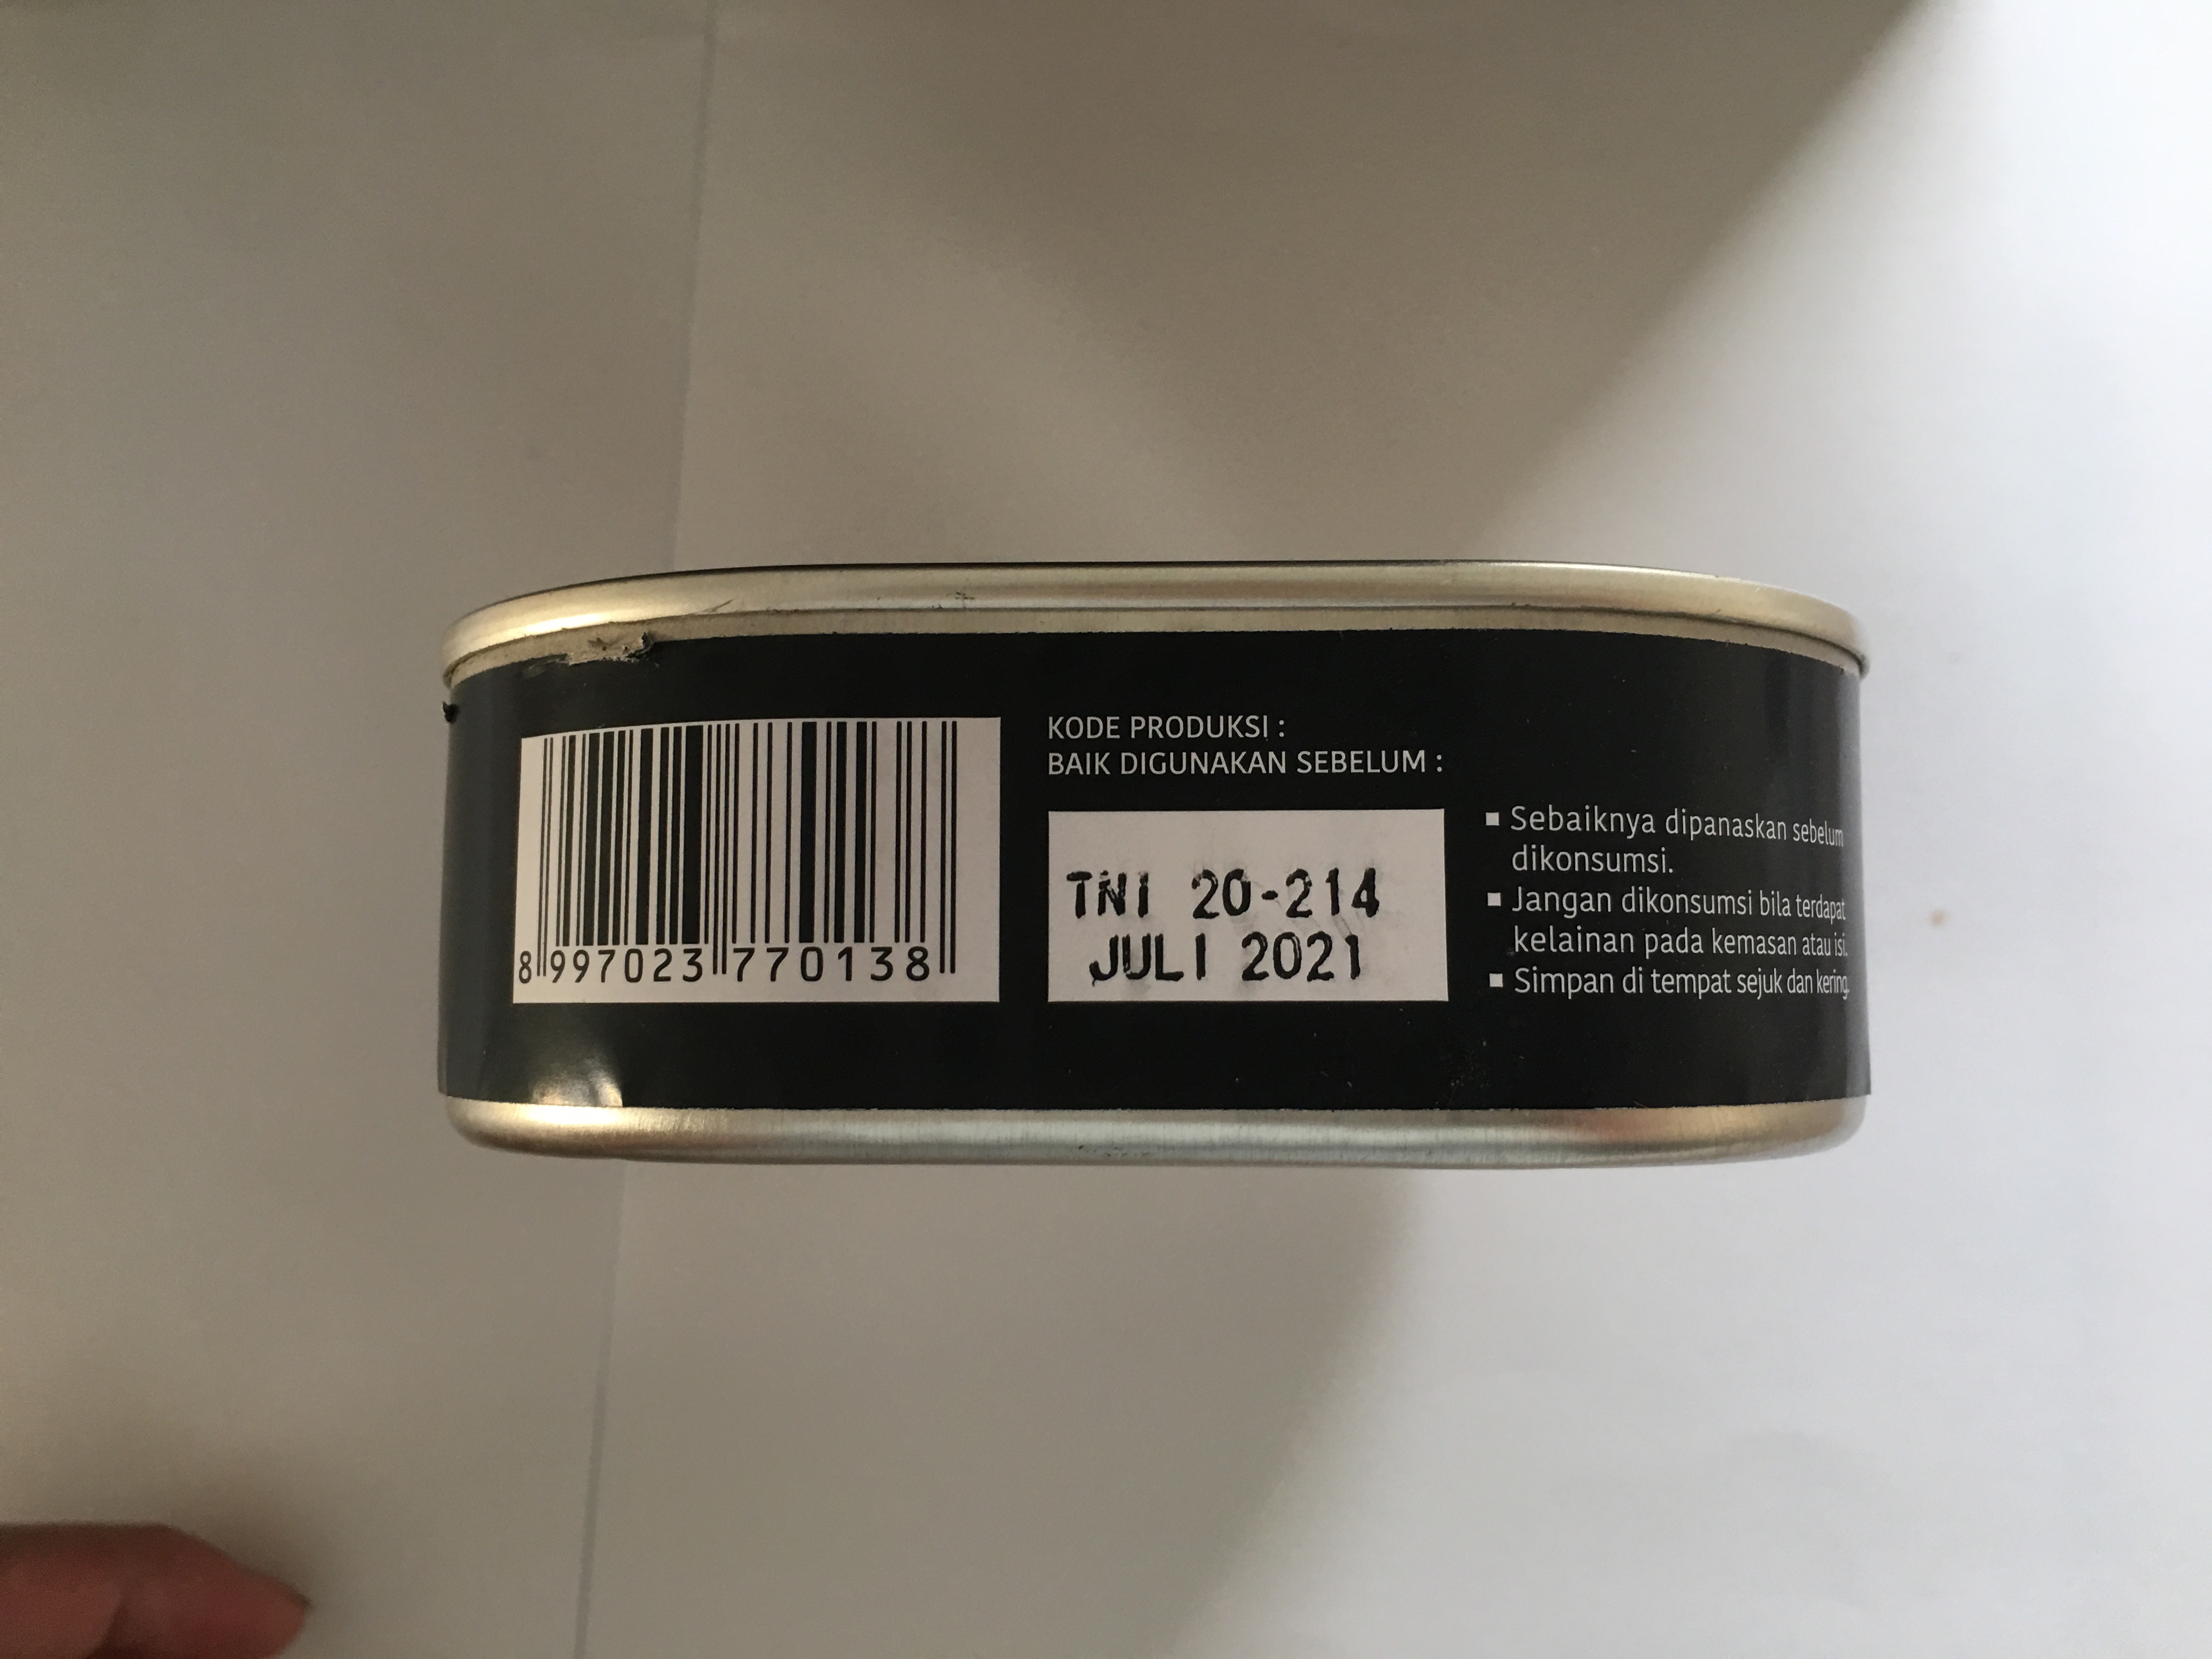 KODE PRODUKSI :
BAIK DIGUNAKAN SEBELUM :
TNI 20-214
JULI 2021
8 997023 770138
▪ Sebaiknya dipanaskan sebelum
dikonsumsi.
▪ Jangan dikonsumsi bila terdapat
kelainan pada kemasan atau isi.
▪ Simpan di tempat sejuk dan kering.